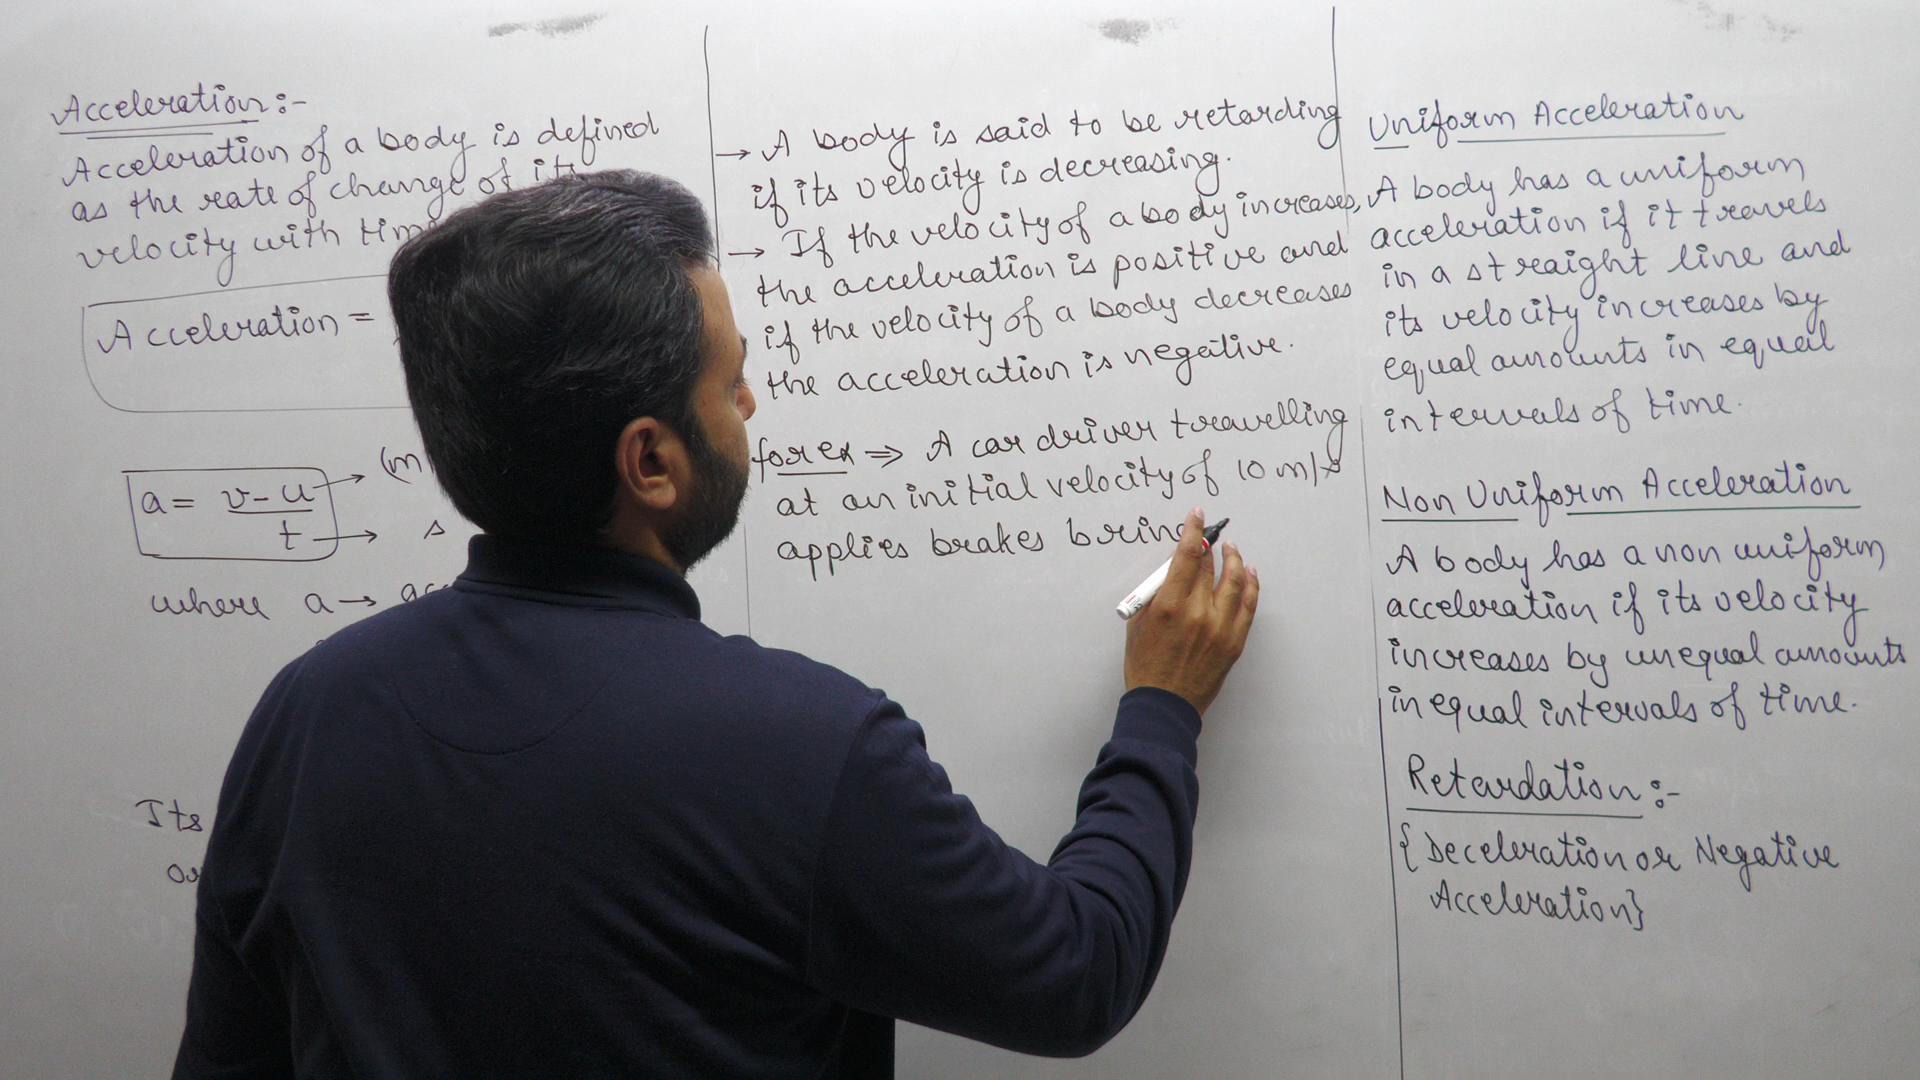 Acceleration:-
Acceleration of a body is defined
as the rate of change of its
velocity with time
Acceleration =
a = v-u
t
(m
s
where a → ac
Its
or
→ A body is said to be retarding
if its velocity is decreasing.
→ If the velocity of a body increases,
the acceleration is positive and
if the velocity of a body decreases
the acceleration is negative.
for ex ⇒ A car driver travelling
at an initial velocity of 10 m/s
applies brakes bring
Uniform Acceleration
A body has a uniform
acceleration if it travels
in a straight line and
its velocity increases by
equal amounts in equal
intervals of time.
Non Uniform Acceleration
A body has a non uniform
acceleration if its velocity
increases by unequal amounts
in equal intervals of time.
Retardation:-
{Deceleration or Negative
Acceleration}